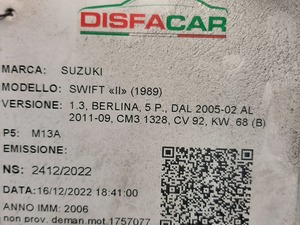 DISFACAR
MARCA: SUZUKI
MODELLO: SWIFT «II» (1989)
VERSIONE: 1.3, BERLINA, 5 P., DAL 2005-02 AL
2011-09, CM3 1328, CV 92, KW. 68 (B)
P5: M13A
EMISSIONE:
NS: 2412/2022
DATA:16/12/2022 18:41:00
ANNO IMM: 2006
non prov. deman.mot.1757077